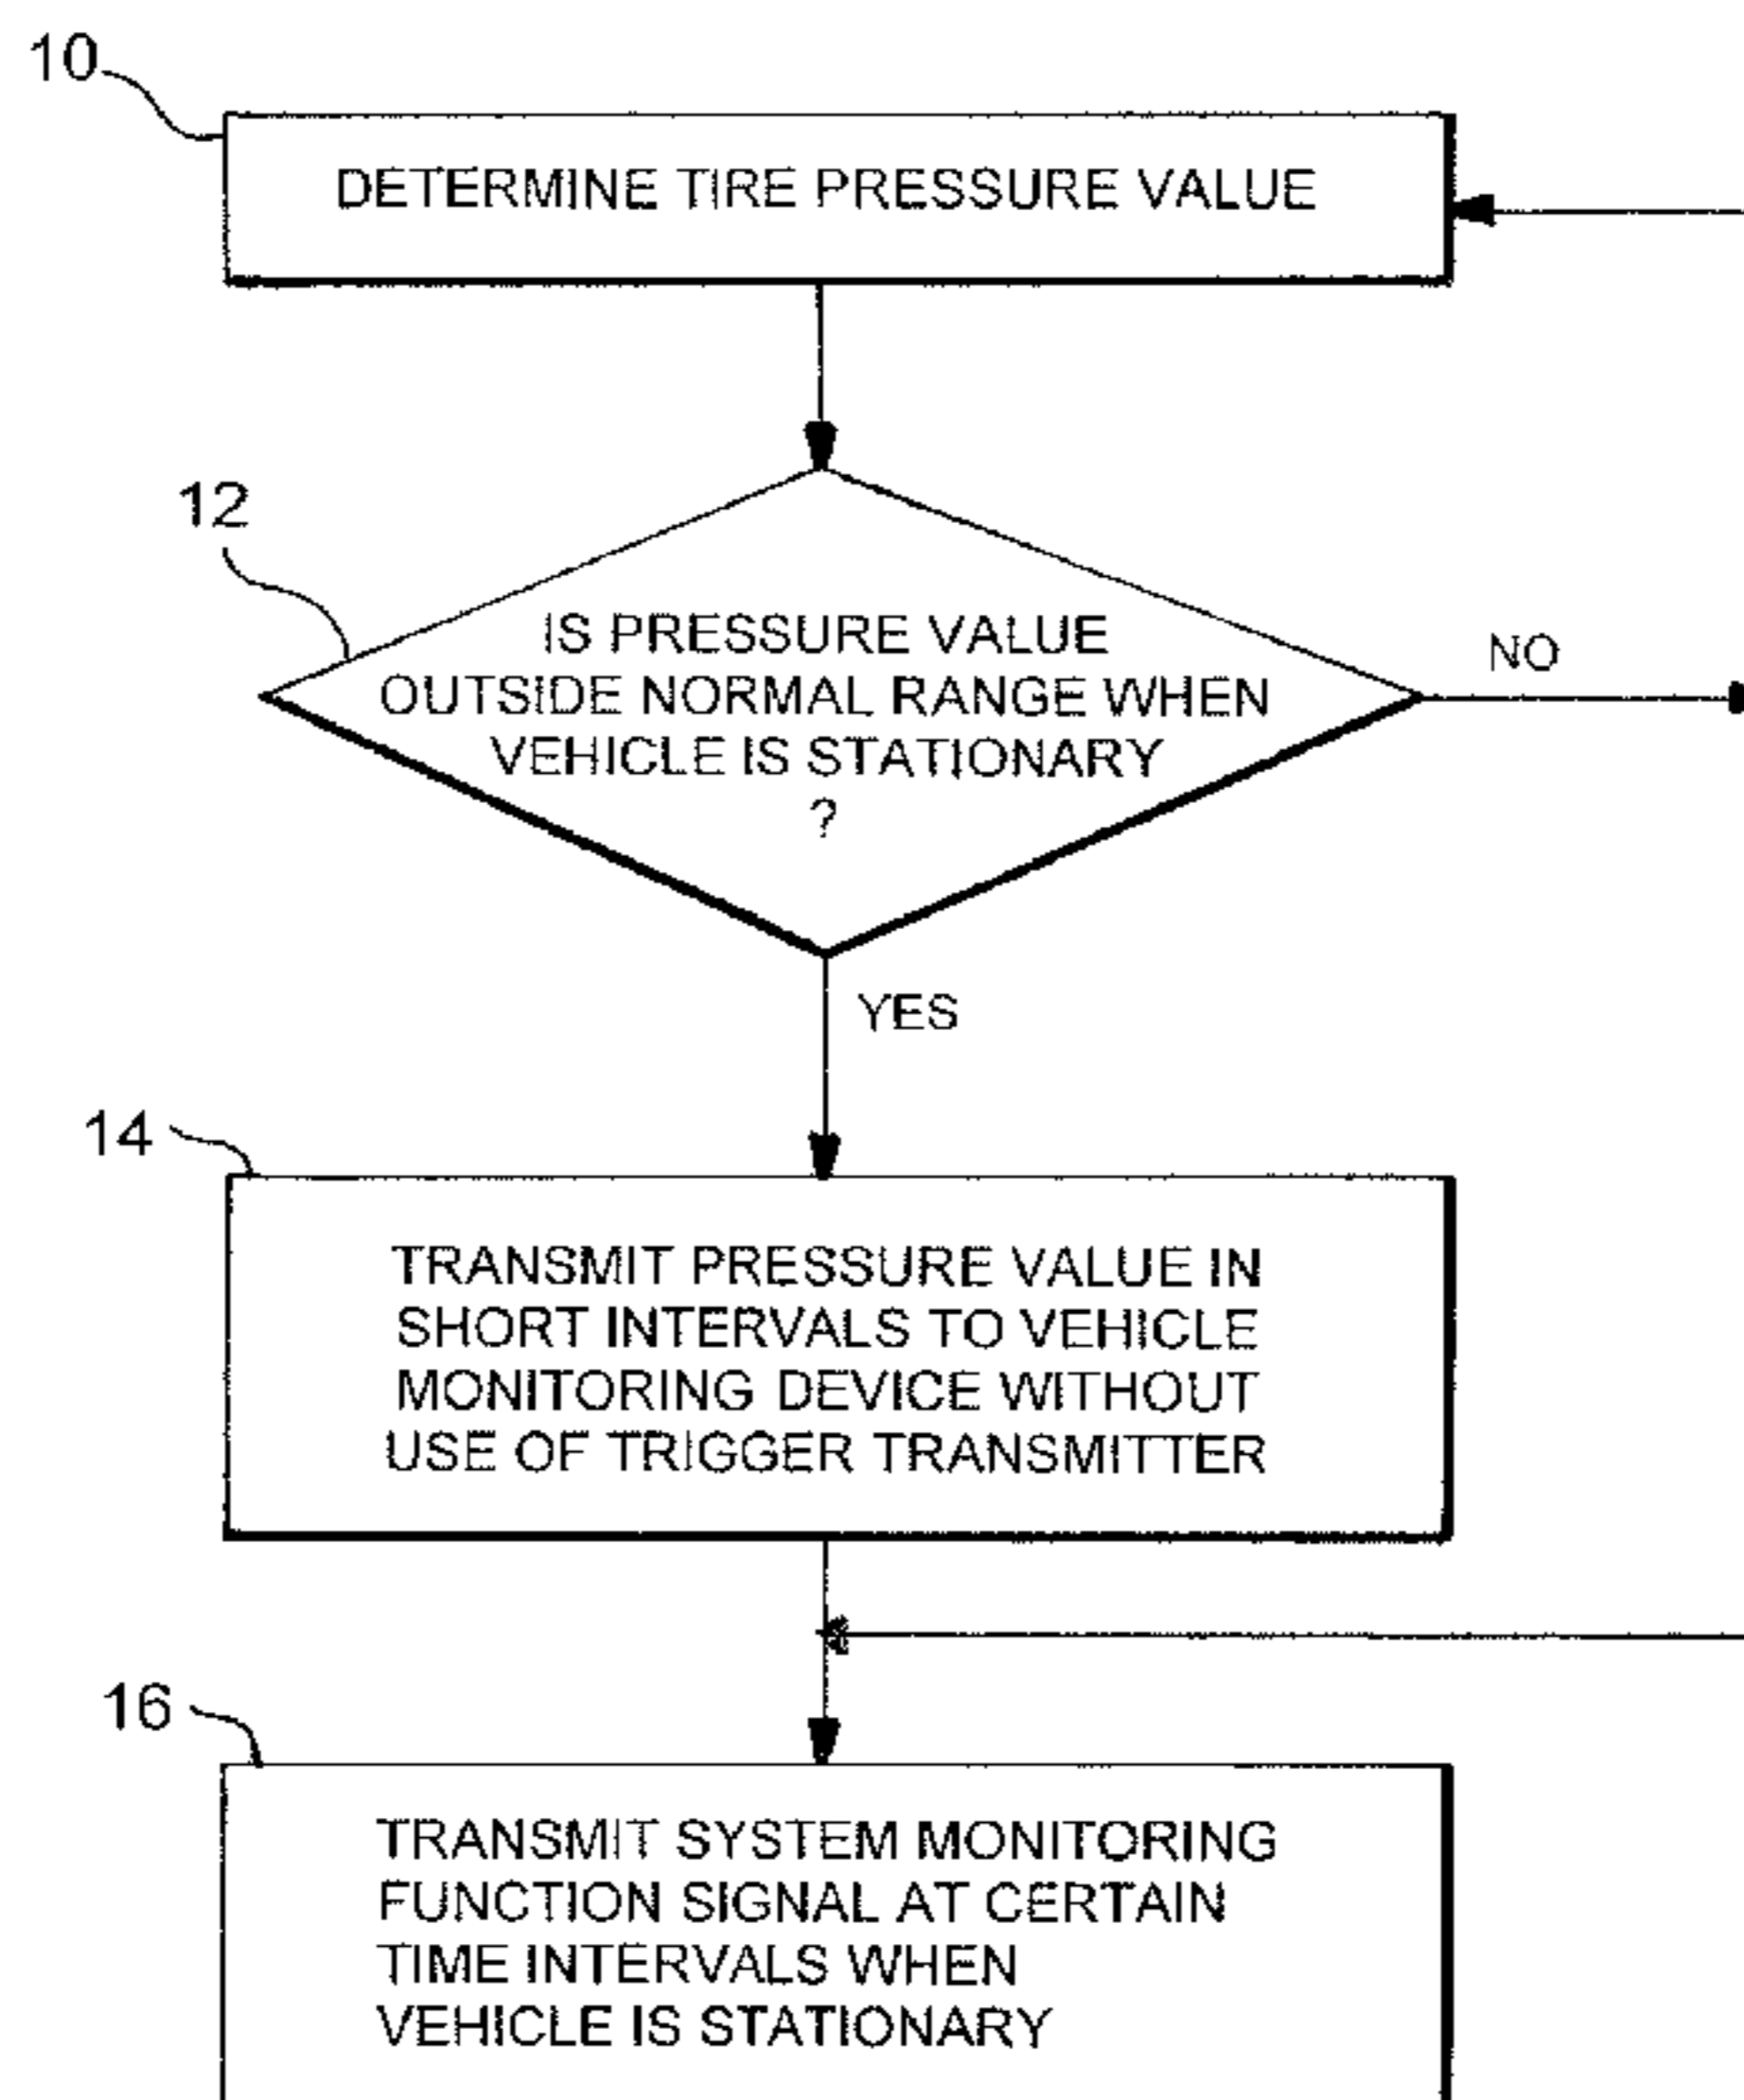 10
DETERMINE TIRE PRESSURE VALUE
12
IS PRESSURE VALUE
OUTSIDE NORMAL RANGE WHEN
VEHICLE IS STATIONARY
?
NO
YES
14
TRANSMIT PRESSURE VALUE IN
SHORT INTERVALS TO VEHICLE
MONITORING DEVICE WITHOUT
USE OF TRIGGER TRANSMITTER
16
TRANSMIT SYSTEM MONITORING
FUNCTION SIGNAL AT CERTAIN
TIME INTERVALS WHEN
VEHICLE IS STATIONARY